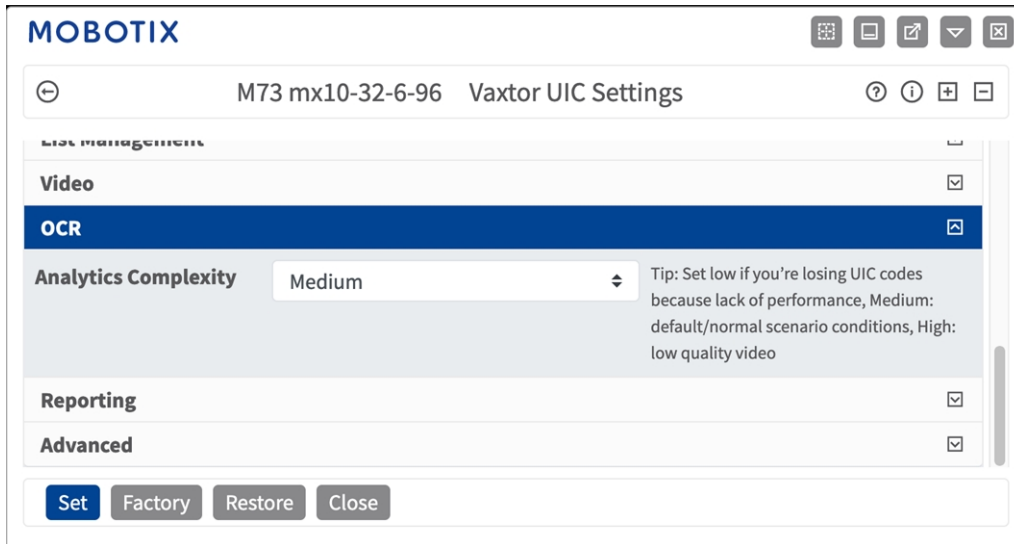 MOBOTIX
M73 mx10-32-6-96 Vaxtor UIC Settings
List Management
Video
OCR
Analytics Complexity
Medium
Tip: Set low if you're losing UIC codes
because lack of performance, Medium:
default/normal scenario conditions, High:
low quality video
Reporting
Advanced
Set Factory Restore Close